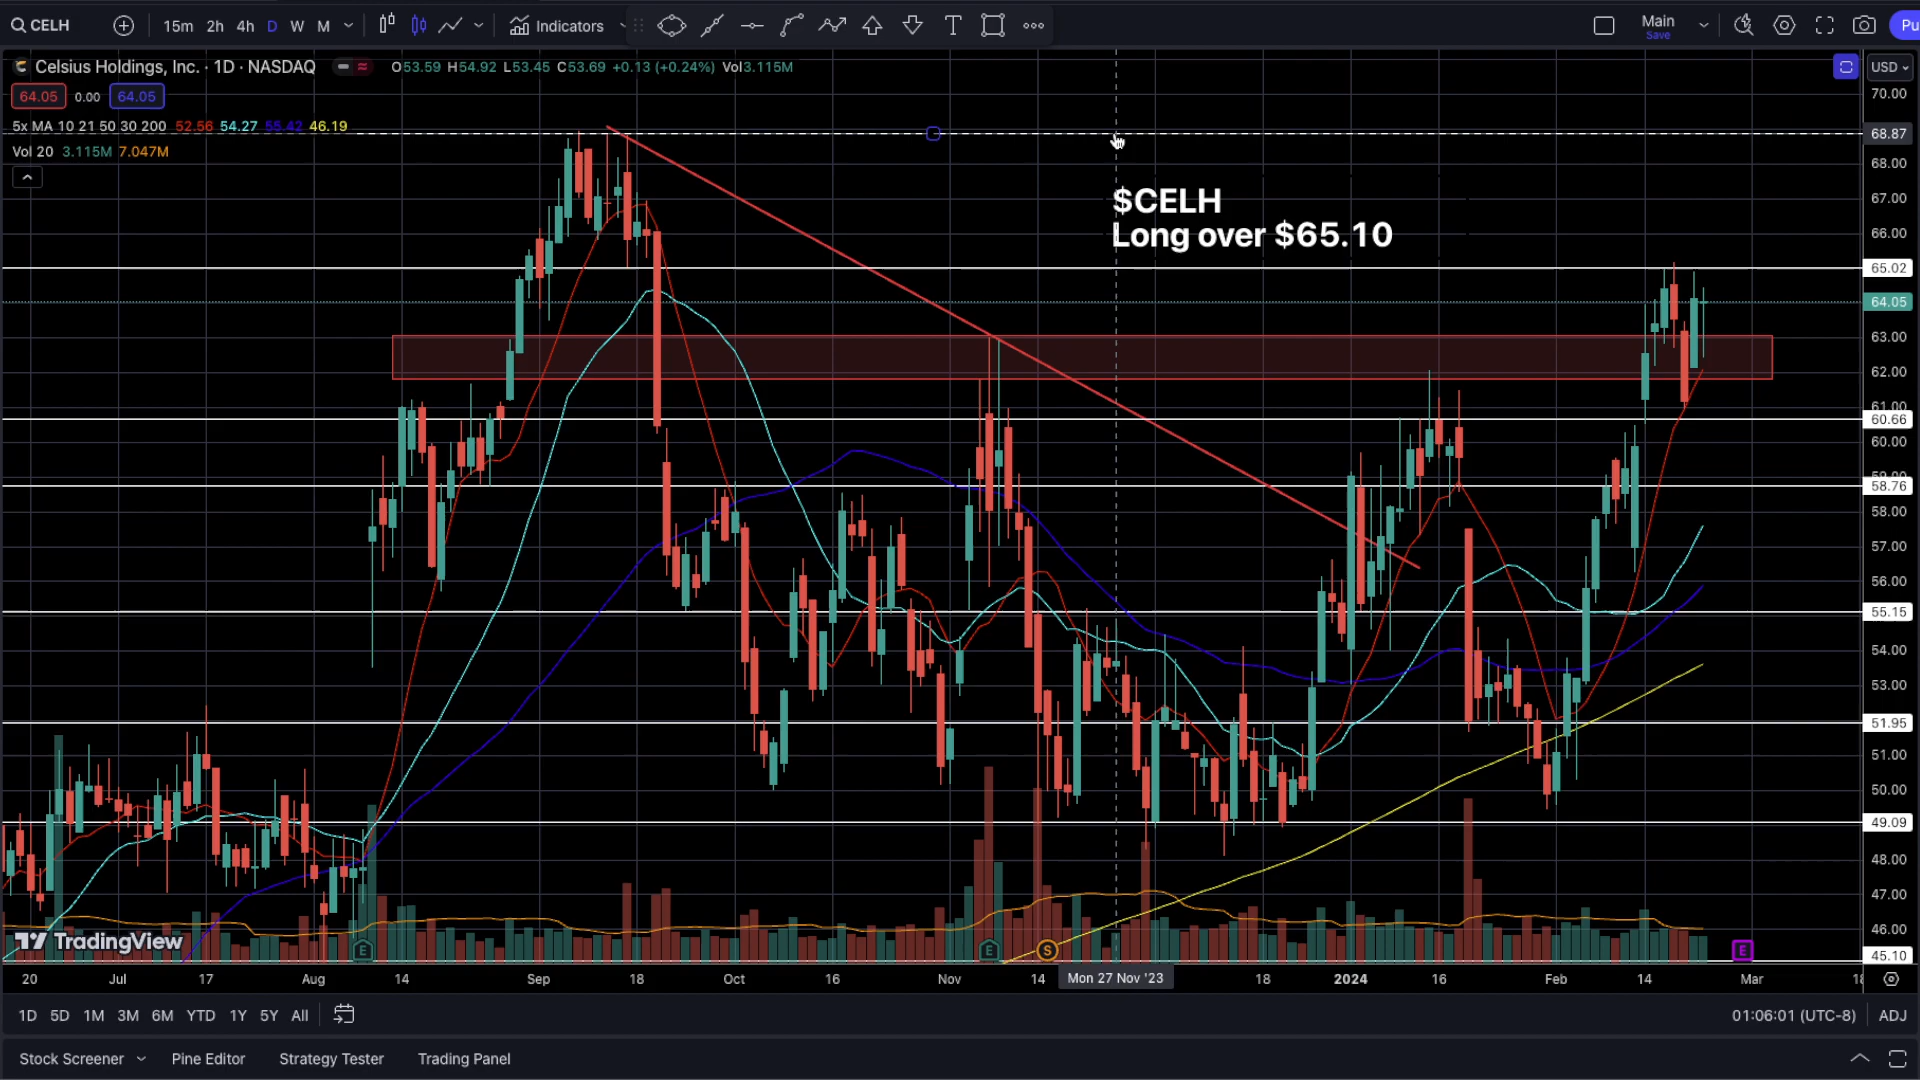 CELH
15m 2h 4h D W M
Indicators
Main
Save
Pu
Celsius Holdings, Inc. · 1D · NASDAQ
O53.59 H54.92 L53.45 C53.69 +0.13 (+0.24%) Vol3.115M
USD
64.05 0.00 64.05
5x MA 10 21 50 30 200 52.56 54.27 55.42 46.19
Vol 20 3.115M 7.047M
$CELH
Long over $65.10
70.00
68.87
68.00
67.00
66.00
65.02
64.05
63.00
62.00
61.00
60.66
60.00
59.00
58.76
58.00
57.00
56.00
55.15
54.00
53.00
51.95
51.00
50.00
49.09
48.00
47.00
46.00
45.10
TradingView
E E S E
20 Jul 17 Aug 14 Sep 18 Oct 16 Nov 14 Mon 27 Nov '23 18 2024 16 Feb 14 Mar
1D 5D 1M 3M 6M YTD 1Y 5Y All
01:06:01 (UTC-8) ADJ
Stock Screener Pine Editor Strategy Tester Trading Panel